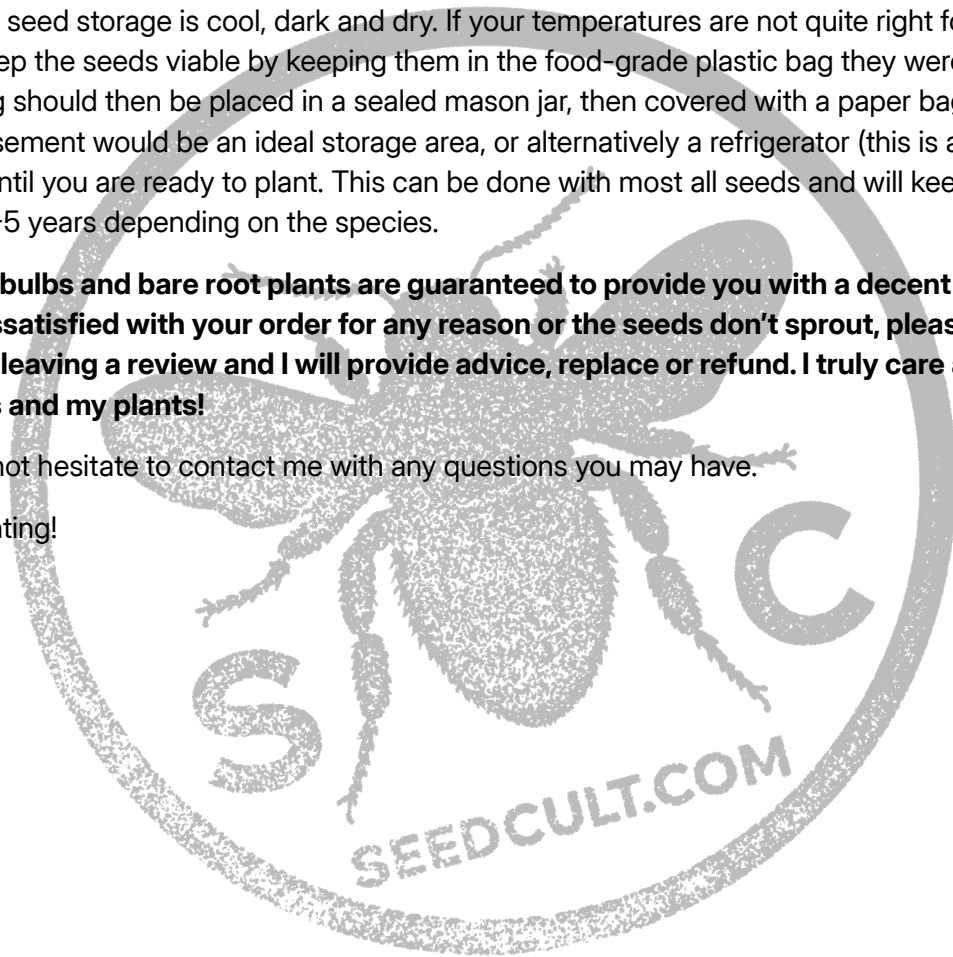 seed storage is cool, dark and dry. If your temperatures are not quite right fo
ep the seeds viable by keeping them in the food-grade plastic bag they were
g should then be placed in a sealed mason jar, then covered with a paper bag
sement would be an ideal storage area, or alternatively a refrigerator (this is a
ntil you are ready to plant. This can be done with most all seeds and will kee
-5 years depending on the species.
bulbs and bare root plants are guaranteed to provide you with a decent
ssatisfied with your order for any reason or the seeds don't sprout, pleas
leaving a review and I will provide advice, replace or refund. I truly care a
s and my plants!
not hesitate to contact me with any questions you may have.
nting!
S C
SEEDCULT.COM